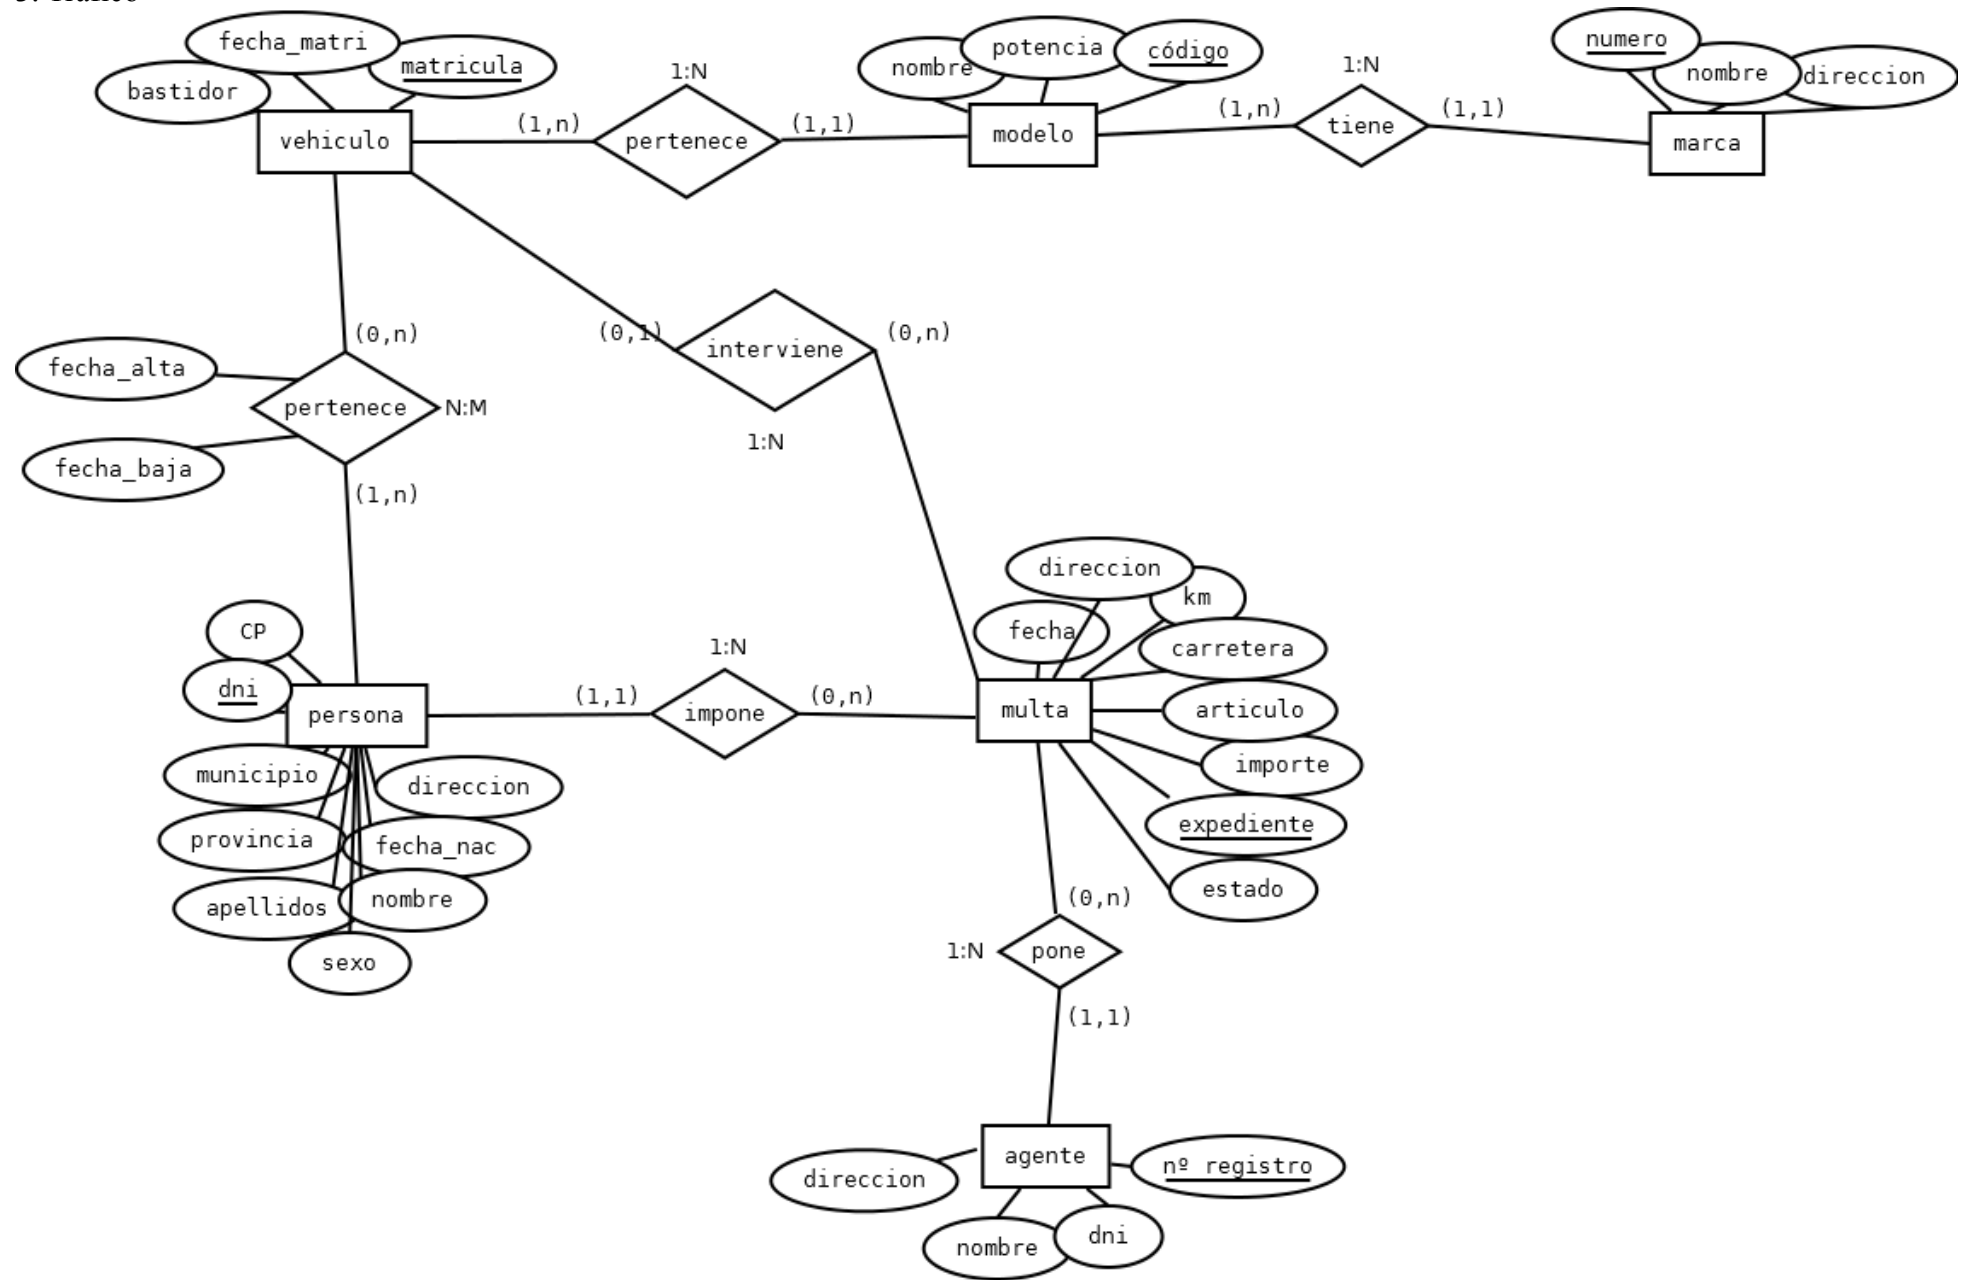 fecha_matri
matricula
bastidor
vehiculo
1:N
(1,n)
pertenece
(1,1)
nombre
potencia
código
modelo
(1,n)
1:N
tiene
(1,1)
numero
nombre
direccion
marca
(0,n)
fecha_alta
pertenece
N:M
fecha_baja
(1,n)
(0,1)
interviene
(0,n)
1:N
CP
dni
persona
municipio
direccion
provincia
fecha_nac
apellidos
nombre
sexo
1:N
(1,1)
impone
(0,n)
direccion
km
fecha
carretera
multa
articulo
importe
expediente
estado
(0,n)
1:N
pone
(1,1)
agente
direccion
nº registro
nombre
dni